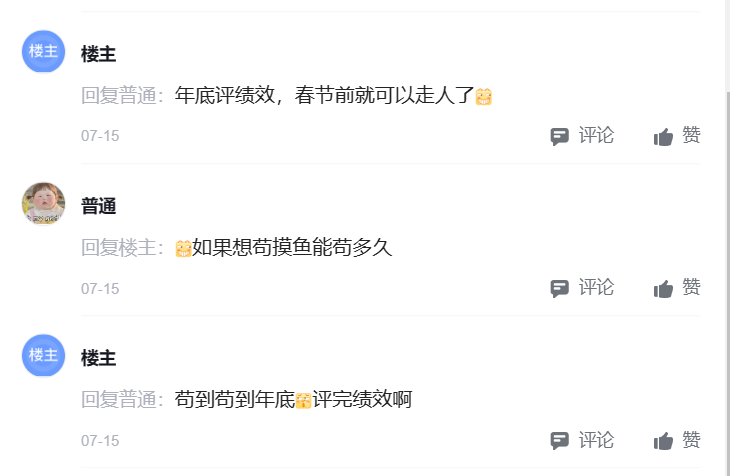 楼主
楼主
回复普通：年底评绩效，春节前就可以走人了
07-15 评论 赞
普通
回复楼主：如果想苟摸鱼能苟多久
07-15 评论 赞
楼主
楼主
回复普通：苟到苟到年底评完绩效啊
07-15 评论 赞